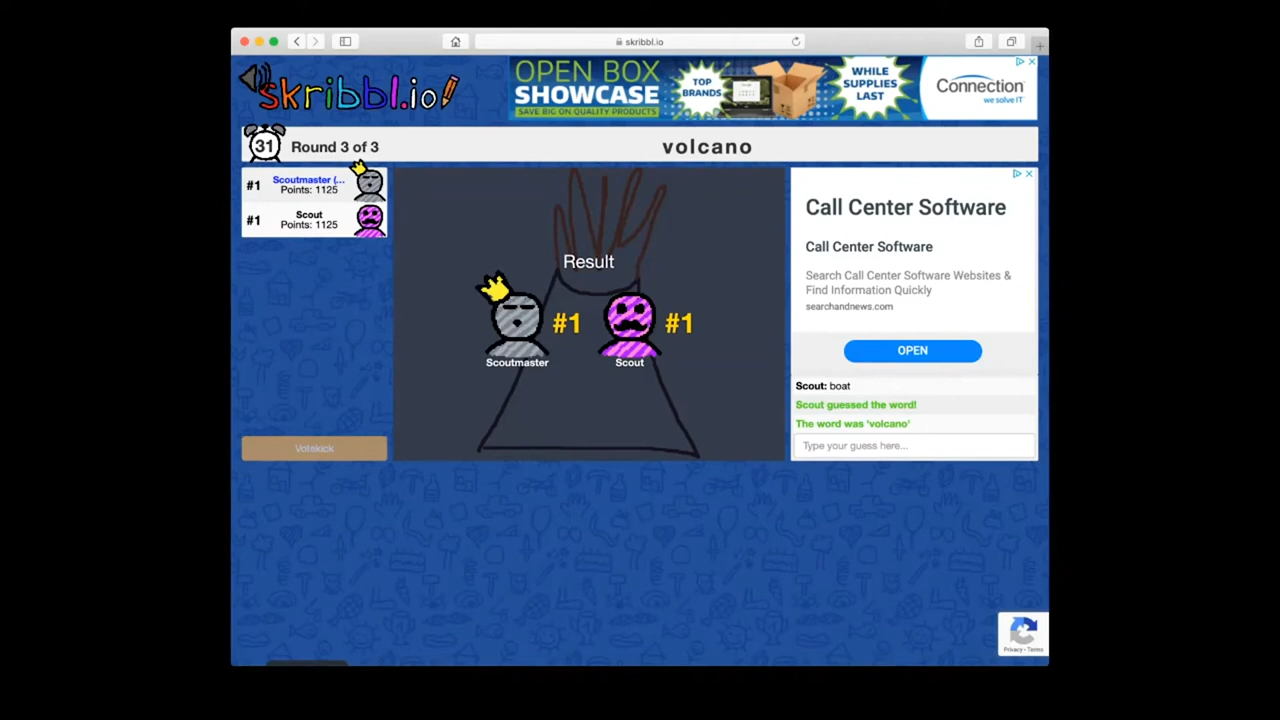 skribbl.io
skribbl.io
OPEN BOX
SHOWCASE
SAVE BIG ON QUALITY PRODUCTS
TOP
BRANDS
WHILE
SUPPLIES
LAST
Connection
we solve IT
31
Round 3 of 3
volcano
#1
Scoutmaster (...
Points: 1125
#1
Scout
Points: 1125
Result
#1
#1
Scoutmaster
Scout
Votekick
Call Center Software
Call Center Software
Search Call Center Software Websites &
Find Information Quickly
searchandnews.com
OPEN
Scout: boat
Scout guessed the word!
The word was 'volcano'
Type your guess here...
Privacy - Terms